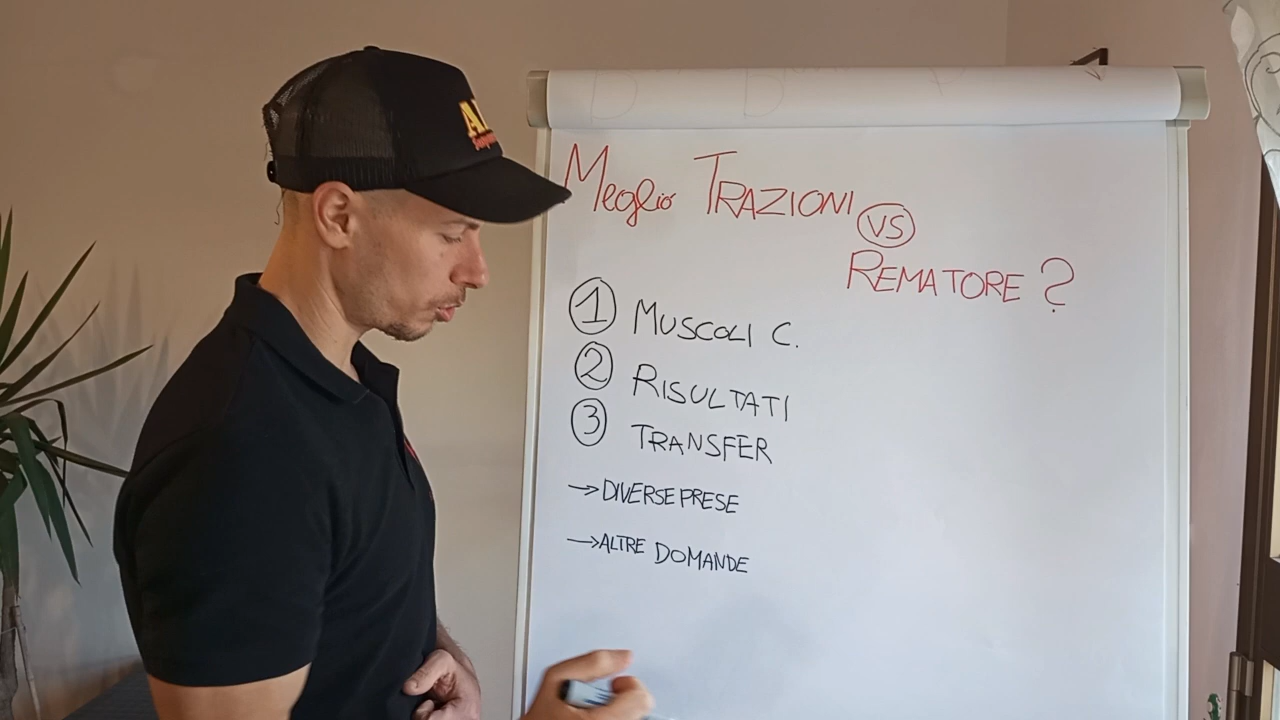 Meglio TRAZIONI
VS
REMATORE ?
1 MUSCOLI C.
2 RISULTATI
3 TRANSFER
→ DIVERSE PRESE
→ ALTRE DOMANDE